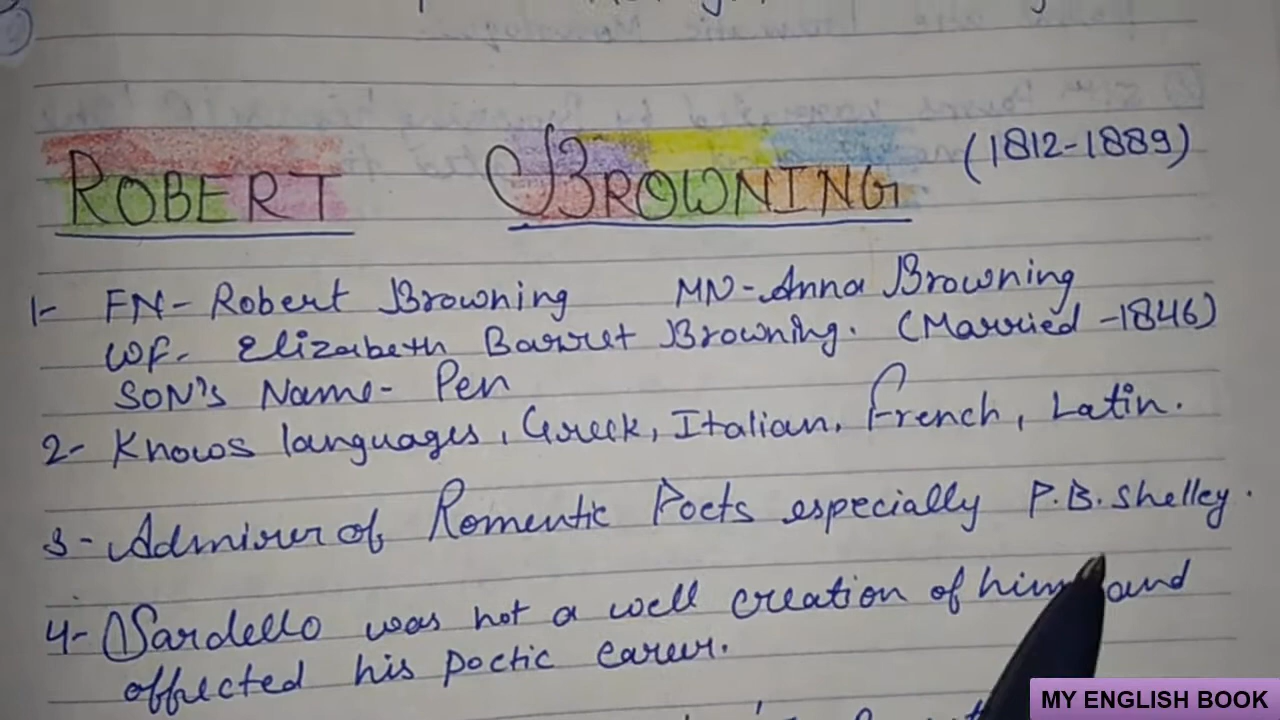 ROBERT BROWNING (1812-1889)
1- FN- Robert Browning MN-Anna Browning
WF- Elizabeth Barret Browning. (Married -1846)
SON'S Name- Pen
2- Knows languages, Greek, Italian, French, Latin.
3- Admirer of Romentic Poets especially P.B. Shelley.
4- Sardello was not a well creation of him and
offected his poetic career.
MY ENGLISH BOOK